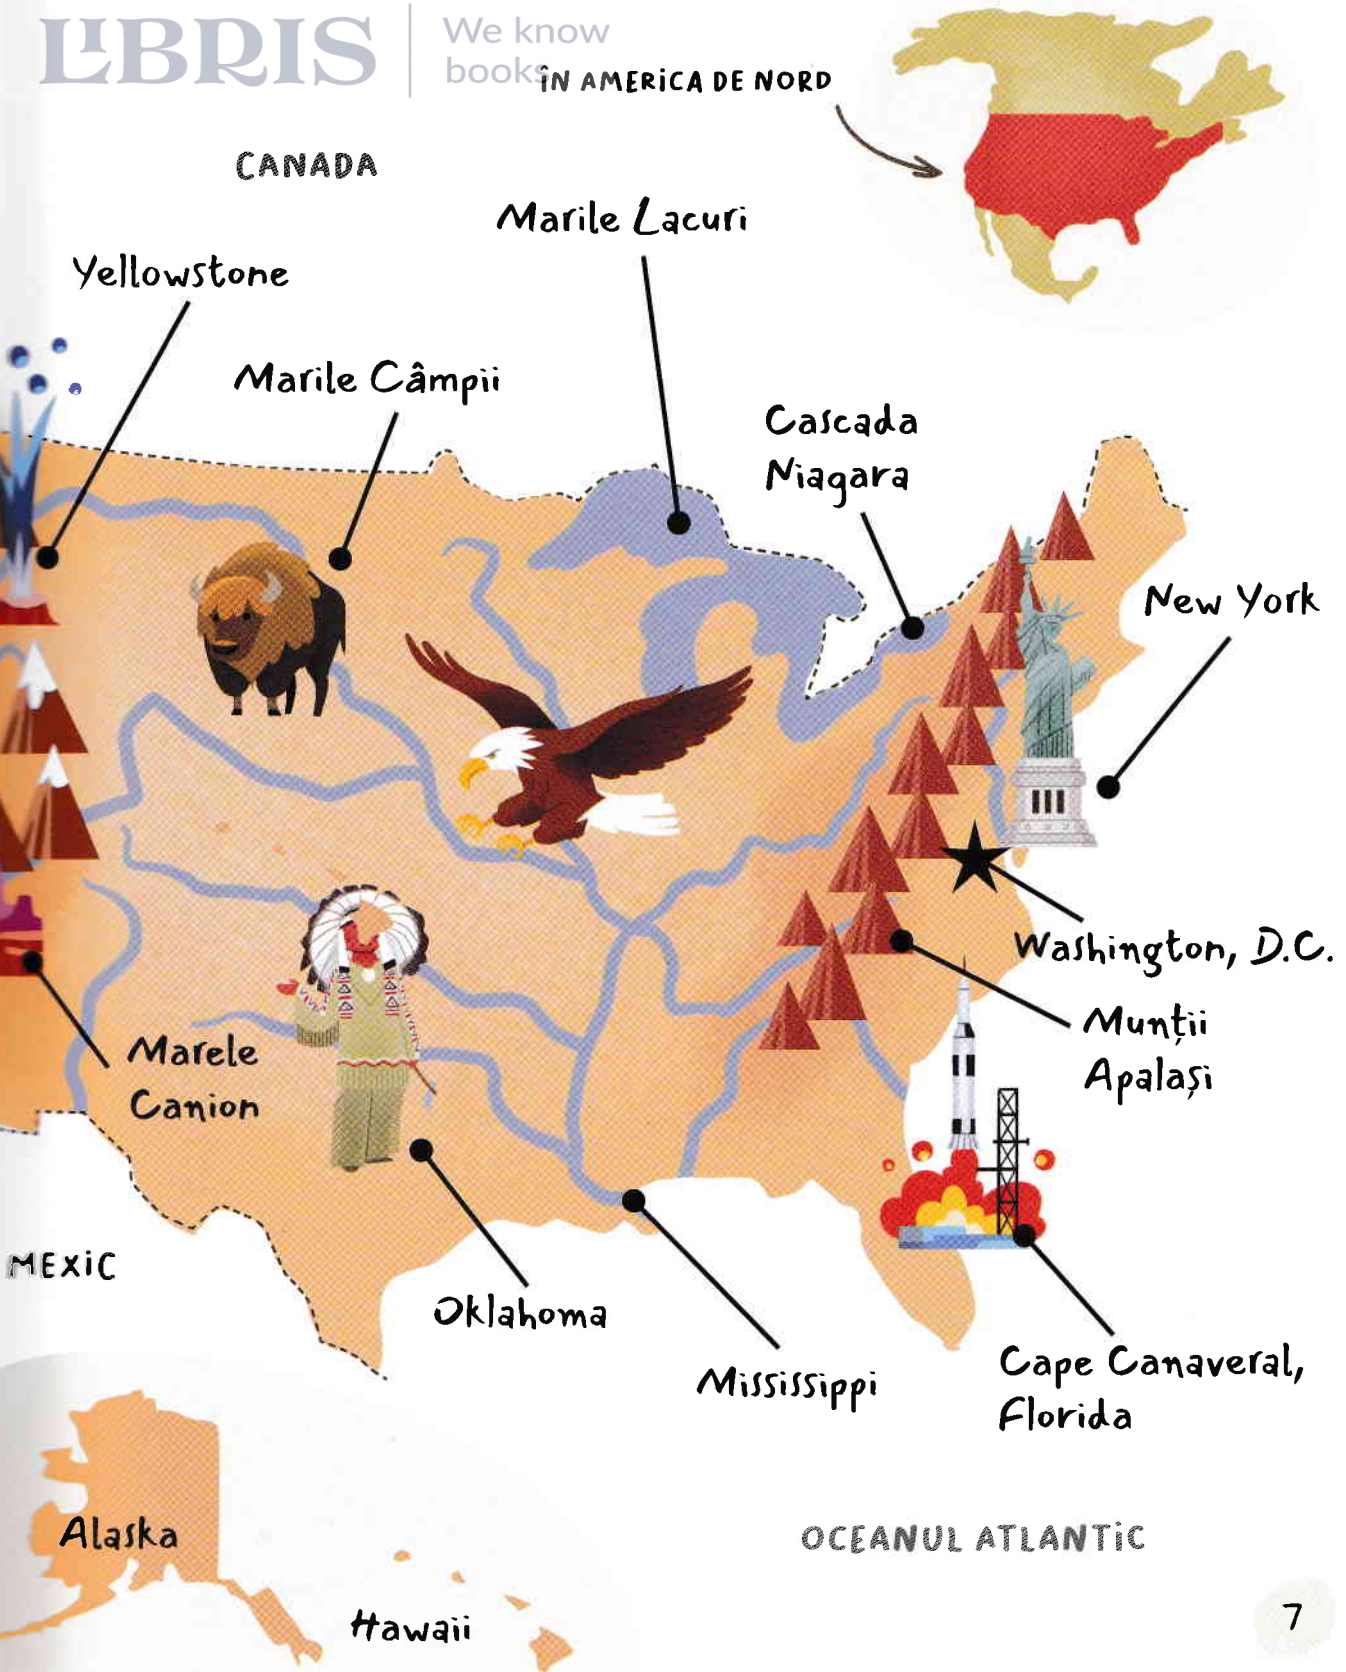 LIBRIS
We know
books
ÎN AMERICA DE NORD
CANADA
Marile Lacuri
Yellowstone
Marile Câmpii
Cascada
Niagara
New York
Washington, D.C.
Munții
Apalași
Marele
Canion
MEXIC
Oklahoma
Mississippi
Cape Canaveral,
Florida
Alaska
OCEANUL ATLANTIC
Hawaii
7